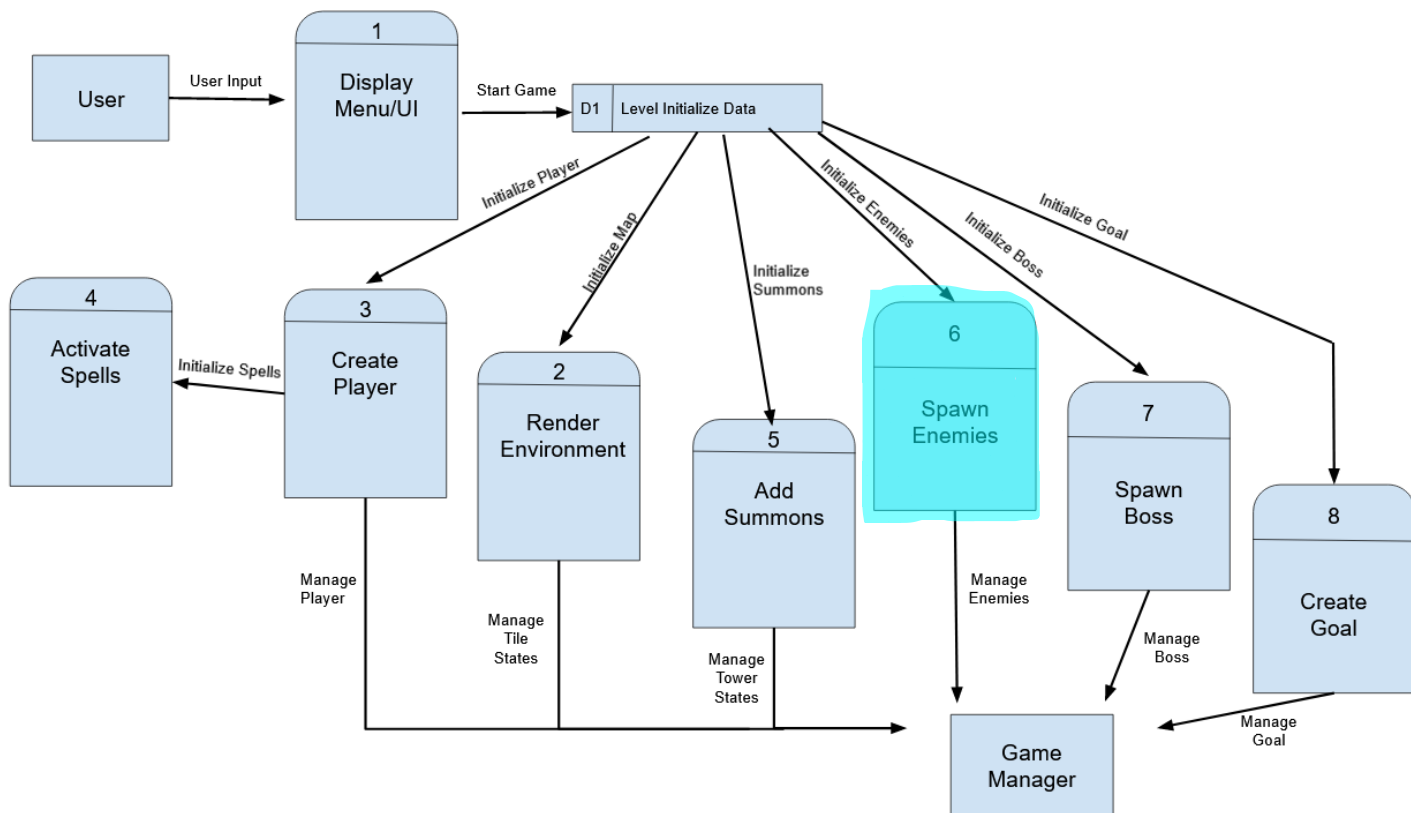 1
Display
Menu/UI
User
User Input
Start Game
D1
Level Initialize Data
Initialize Player
Initialize Map
Initialize
Summons
Initialize Enemies
Initialize Boss
Initialize Goal
4
Activate
Spells
Initialize Spells
3
Create
Player
2
Render
Environment
5
Add
Summons
6
Spawn
Enemies
7
Spawn
Boss
8
Create
Goal
Manage
Player
Manage
Tile
States
Manage
Tower
States
Manage
Enemies
Manage
Boss
Manage
Goal
Game
Manager